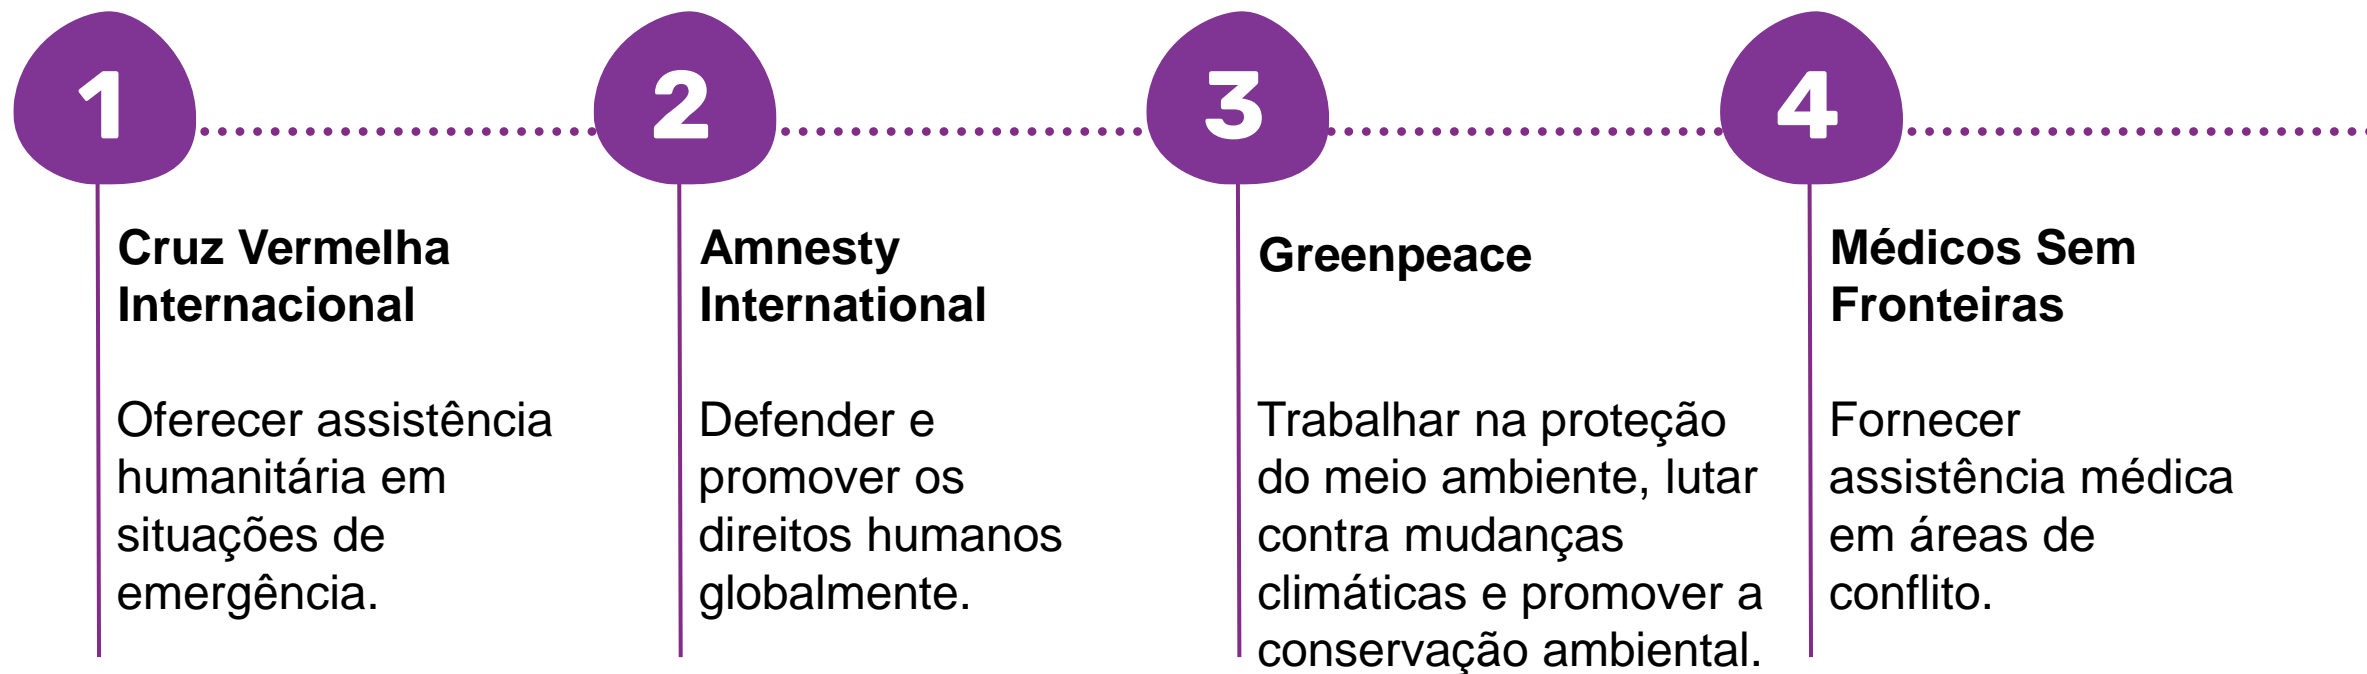 1
Cruz Vermelha
Internacional
Oferecer assistência
humanitária em
situações de
emergência.
2
Amnesty
International
Defender e
promover os
direitos humanos
globalmente.
3
Greenpeace
Trabalhar na proteção
do meio ambiente, lutar
contra mudanças
climáticas e promover a
conservação ambiental.
4
Médicos Sem
Fronteiras
Fornecer
assistência médica
em áreas de
conflito.